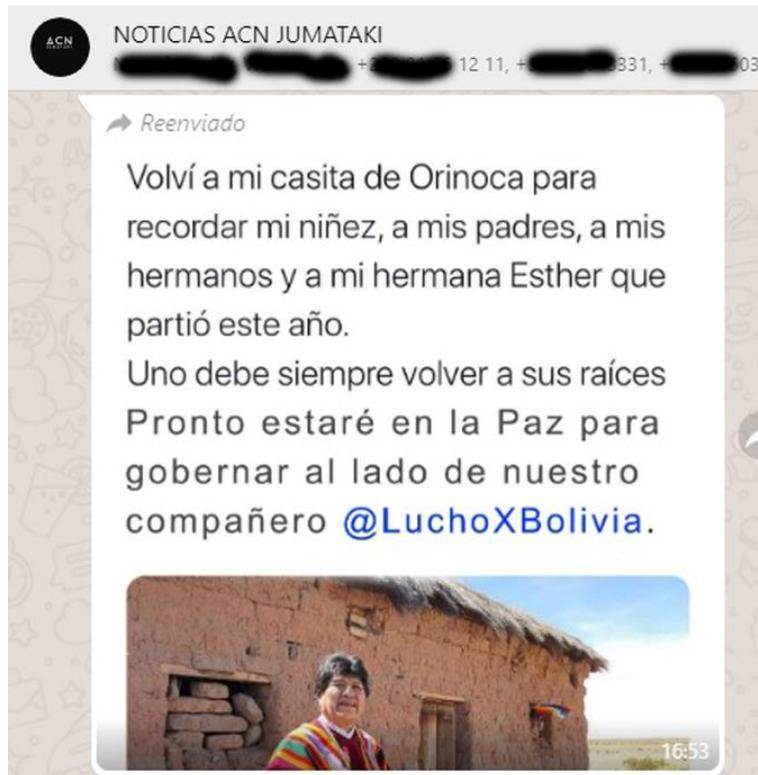 ACN
NOTICIAS ACN JUMATAKI
12 11, + 331, +
Reenviado
Volví a mi casita de Orinoca para
recordar mi niñez, a mis padres, a mis
hermanos y a mi hermana Esther que
partió este año.
Uno debe siempre volver a sus raíces
Pronto estaré en la Paz para
gobernar al lado de nuestro
compañero @LuchoXBolivia.
16:53